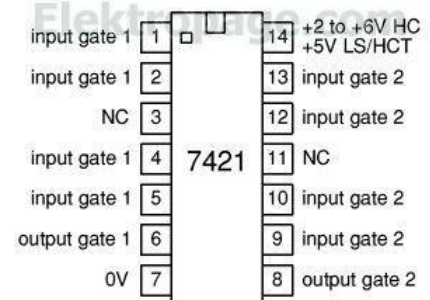 Elektropage.com
input gate 1 1 14 +2 to +6V HC
+5V LS/HCT
input gate 1 2 13 input gate 2
NC 3 12 input gate 2
input gate 1 4 7421 11 NC
input gate 1 5 10 input gate 2
output gate 1 6 9 input gate 2
0V 7 8 output gate 2